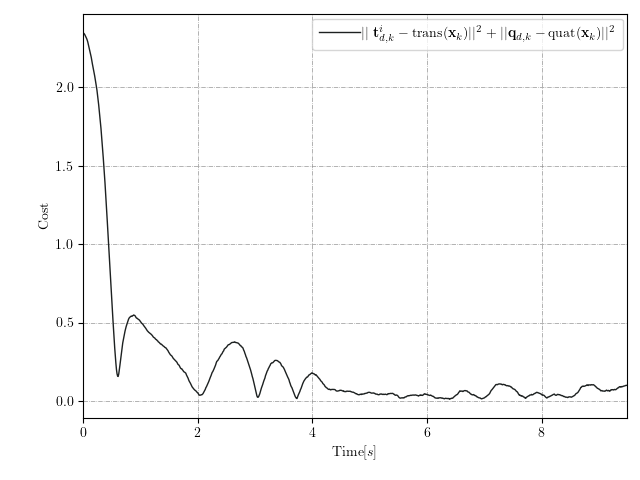 || t^i_{d,k} − trans(x_k)||² + ||q_{d,k} − quat(x_k)||²
2.0
1.5
1.0
0.5
0.0
Cost
0 2 4 6 8
Time[s]